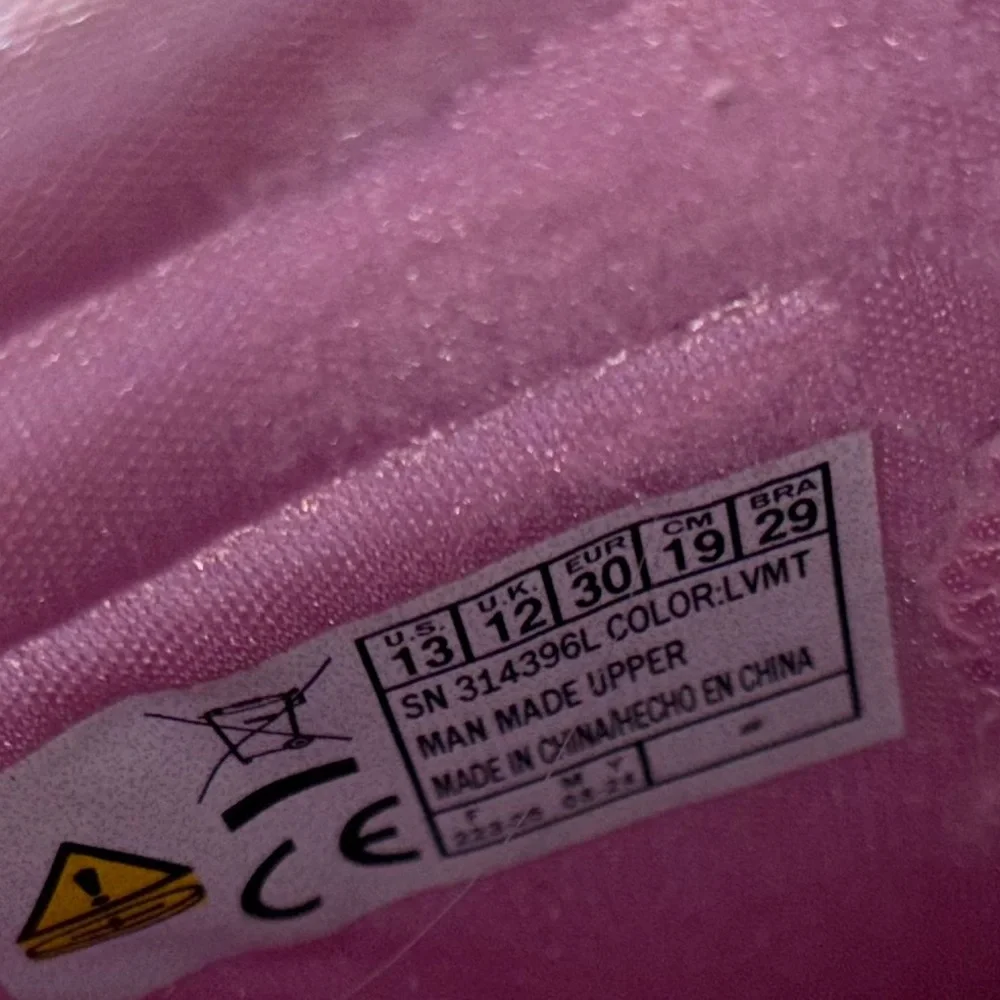 U.S. U.K. EUR CM BRA
13 12 30 19 29
SN 314396L COLOR:LVMT
MAN MADE UPPER
MADE IN CHINA/HECHO EN CHINA
F M Y
CE